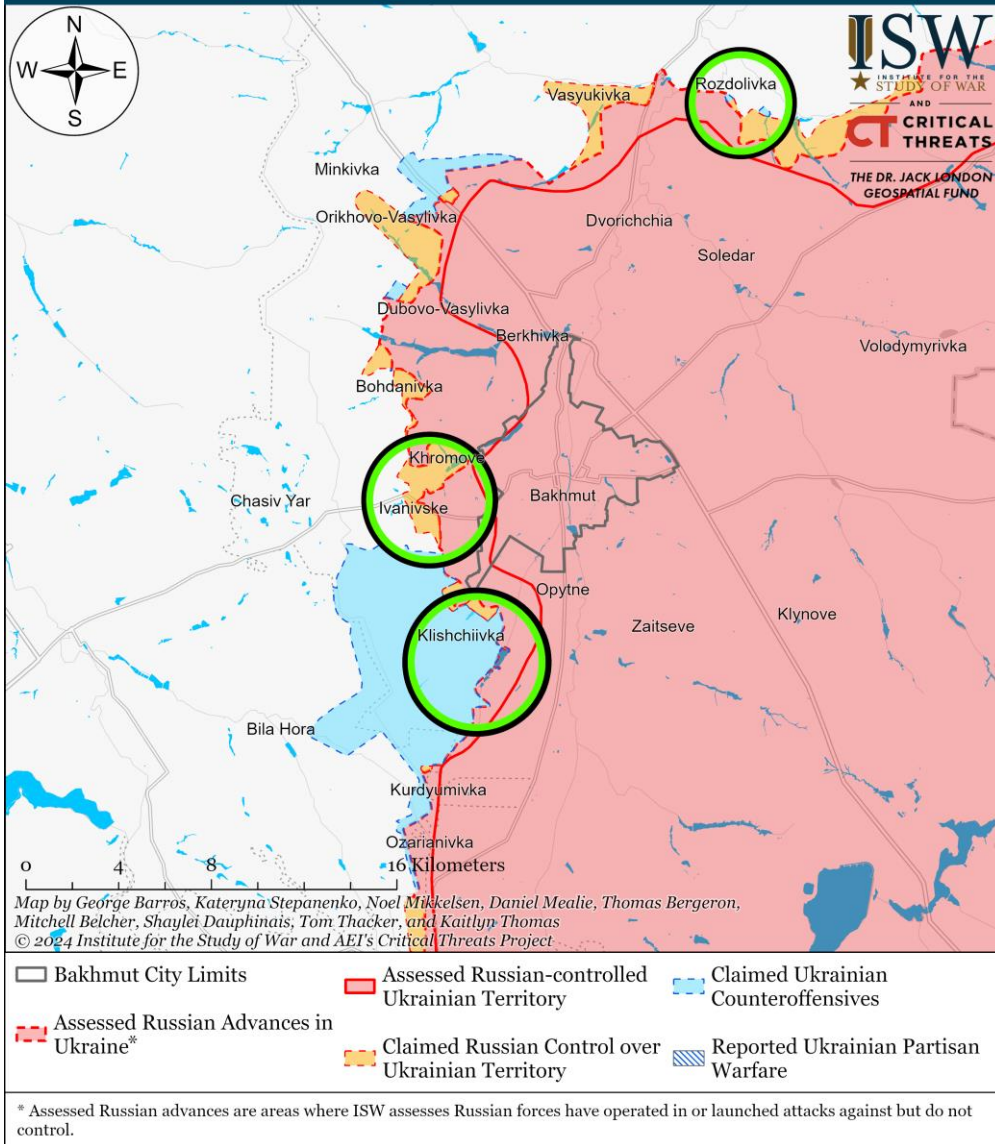 N
W E
S
ISW
INSTITUTE FOR THE
STUDY OF WAR
AND
CT CRITICAL
THREATS
THE DR. JACK LONDON
GEOSPATIAL FUND
Vasyukivka
Rozdolivka
Minkivka
Orikhovo-Vasylivka
Dvorichchia
Soledar
Dubovo-Vasylivka
Berkhivka
Volodymyrivka
Bohdanivka
Khromove
Chasiv Yar
Ivanivske
Bakhmut
Opytne
Klishchiivka
Zaitseve
Klynove
Bila Hora
Kurdyumivka
Ozarianivka
0 4 8 16 Kilometers
Map by George Barros, Kateryna Stepanenko, Noel Mikkelsen, Daniel Mealie, Thomas Bergeron,
Mitchell Belcher, Shaylei Dauphinais, Tom Thacker, and Kaitlyn Thomas
© 2024 Institute for the Study of War and AEI's Critical Threats Project
Bakhmut City Limits
Assessed Russian Advances in
Ukraine*
Assessed Russian-controlled
Ukrainian Territory
Claimed Russian Control over
Ukrainian Territory
Claimed Ukrainian
Counteroffensives
Reported Ukrainian Partisan
Warfare
* Assessed Russian advances are areas where ISW assesses Russian forces have operated in or launched attacks against but do not
control.